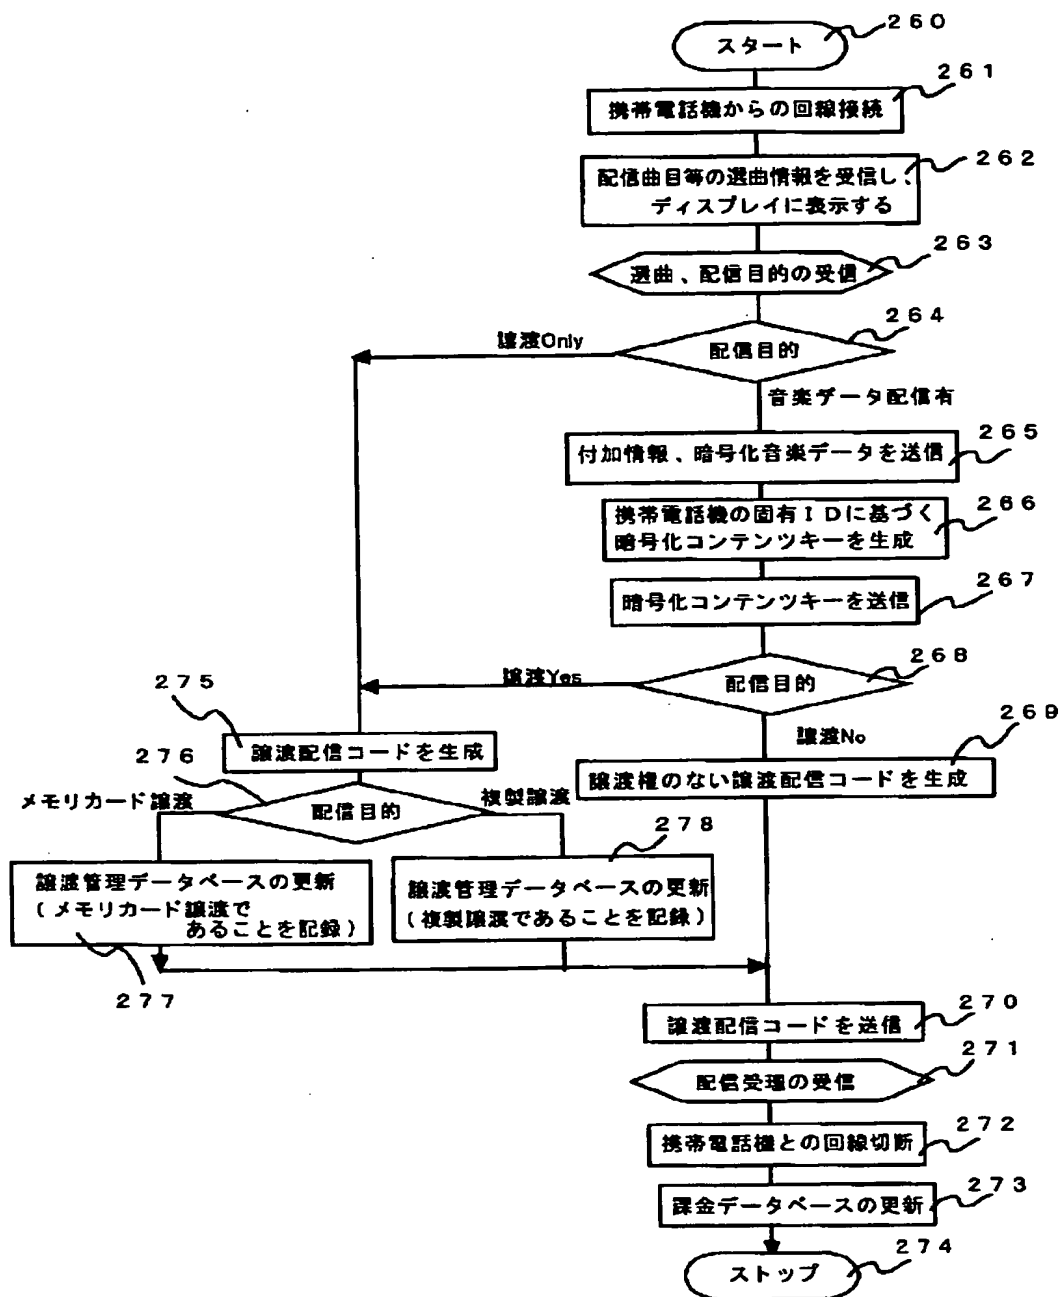 スタート
260
携帯電話機からの回線接続
261
配信曲目等の選曲情報を受信し、
ディスプレイに表示する
262
選曲、配信目的の受信
263
配信目的
264
譲渡Only
音楽データ配信有
付加情報、暗号化音楽データを送信
265
携帯電話機の固有IDに基づく
暗号化コンテンツキーを生成
266
暗号化コンテンツキーを送信
267
配信目的
268
譲渡Yes
譲渡No
譲渡権のない譲渡配信コードを生成
269
275
譲渡配信コードを生成
276
配信目的
メモリカード譲渡
複製譲渡
譲渡管理データベースの更新
(メモリカード譲渡で
あることを記録)
277
278
譲渡管理データベースの更新
(複製譲渡であることを記録)
譲渡配信コードを送信
270
配信受理の受信
271
携帯電話機との回線切断
272
課金データベースの更新
273
ストップ
274